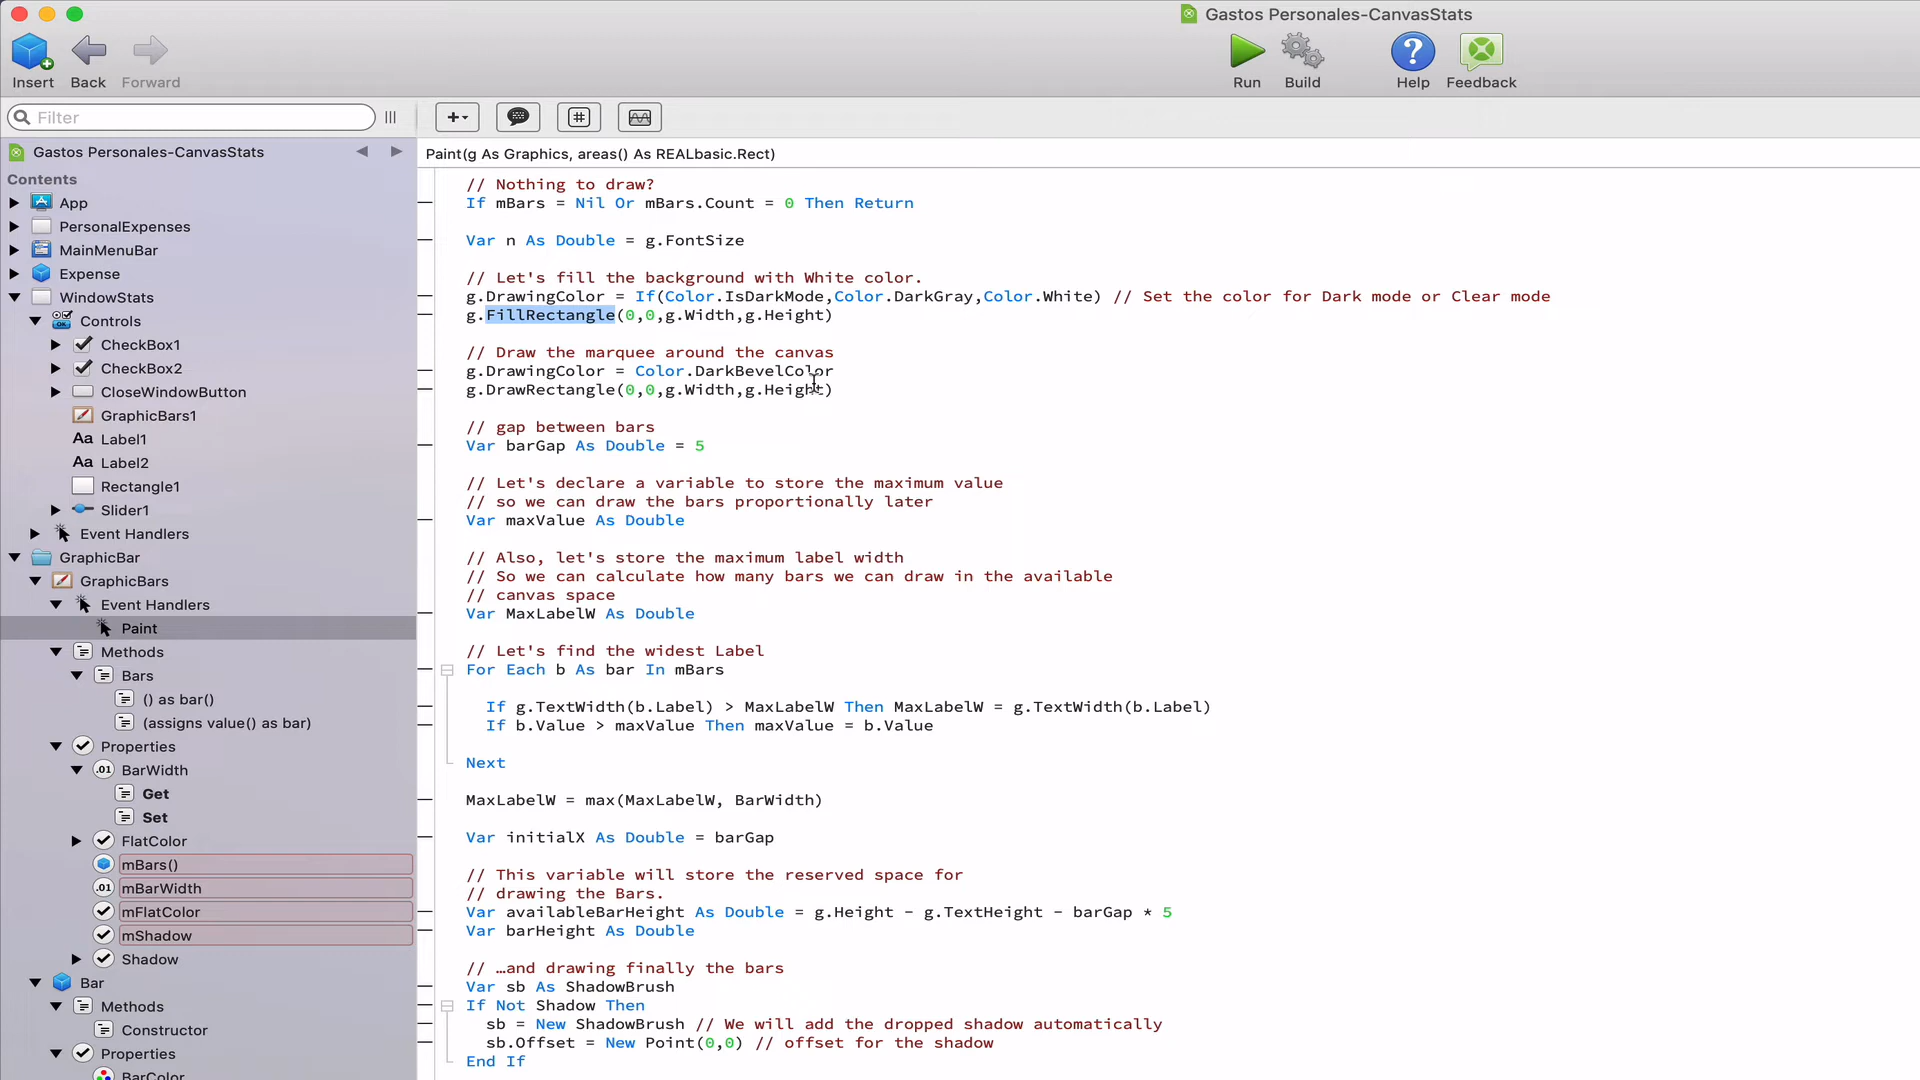 Gastos Personales-CanvasStats
Insert
Back
Forward
Run
Build
Help
Feedback
Filter
Gastos Personales-CanvasStats
Contents
App
PersonalExpenses
MainMenuBar
Expense
WindowStats
Controls
CheckBox1
CheckBox2
CloseWindowButton
GraphicBars1
Aa Label1
Aa Label2
Rectangle1
Slider1
Event Handlers
GraphicBar
GraphicBars
Event Handlers
Paint
Methods
Bars
() as bar()
(assigns value() as bar)
Properties
.01 BarWidth
Get
Set
FlatColor
mBars()
.01 mBarWidth
mFlatColor
mShadow
Shadow
Bar
Methods
Constructor
Properties
BarColor
Paint(g As Graphics, areas() As REALbasic.Rect)
// Nothing to draw?
If mBars = Nil Or mBars.Count = 0 Then Return
Var n As Double = g.FontSize
// Let's fill the background with White color.
g.DrawingColor = If(Color.IsDarkMode,Color.DarkGray,Color.White) // Set the color for Dark mode or Clear mode
g.FillRectangle(0,0,g.Width,g.Height)
// Draw the marquee around the canvas
g.DrawingColor = Color.DarkBevelColor
g.DrawRectangle(0,0,g.Width,g.Height)
// gap between bars
Var barGap As Double = 5
// Let's declare a variable to store the maximum value
// so we can draw the bars proportionally later
Var maxValue As Double
// Also, let's store the maximum label width
// So we can calculate how many bars we can draw in the available
// canvas space
Var MaxLabelW As Double
// Let's find the widest Label
For Each b As bar In mBars
If g.TextWidth(b.Label) > MaxLabelW Then MaxLabelW = g.TextWidth(b.Label)
If b.Value > maxValue Then maxValue = b.Value
Next
MaxLabelW = max(MaxLabelW, BarWidth)
Var initialX As Double = barGap
// This variable will store the reserved space for
// drawing the Bars.
Var availableBarHeight As Double = g.Height - g.TextHeight - barGap * 5
Var barHeight As Double
// …and drawing finally the bars
Var sb As ShadowBrush
If Not Shadow Then
sb = New ShadowBrush // We will add the dropped shadow automatically
sb.Offset = New Point(0,0) // offset for the shadow
End If